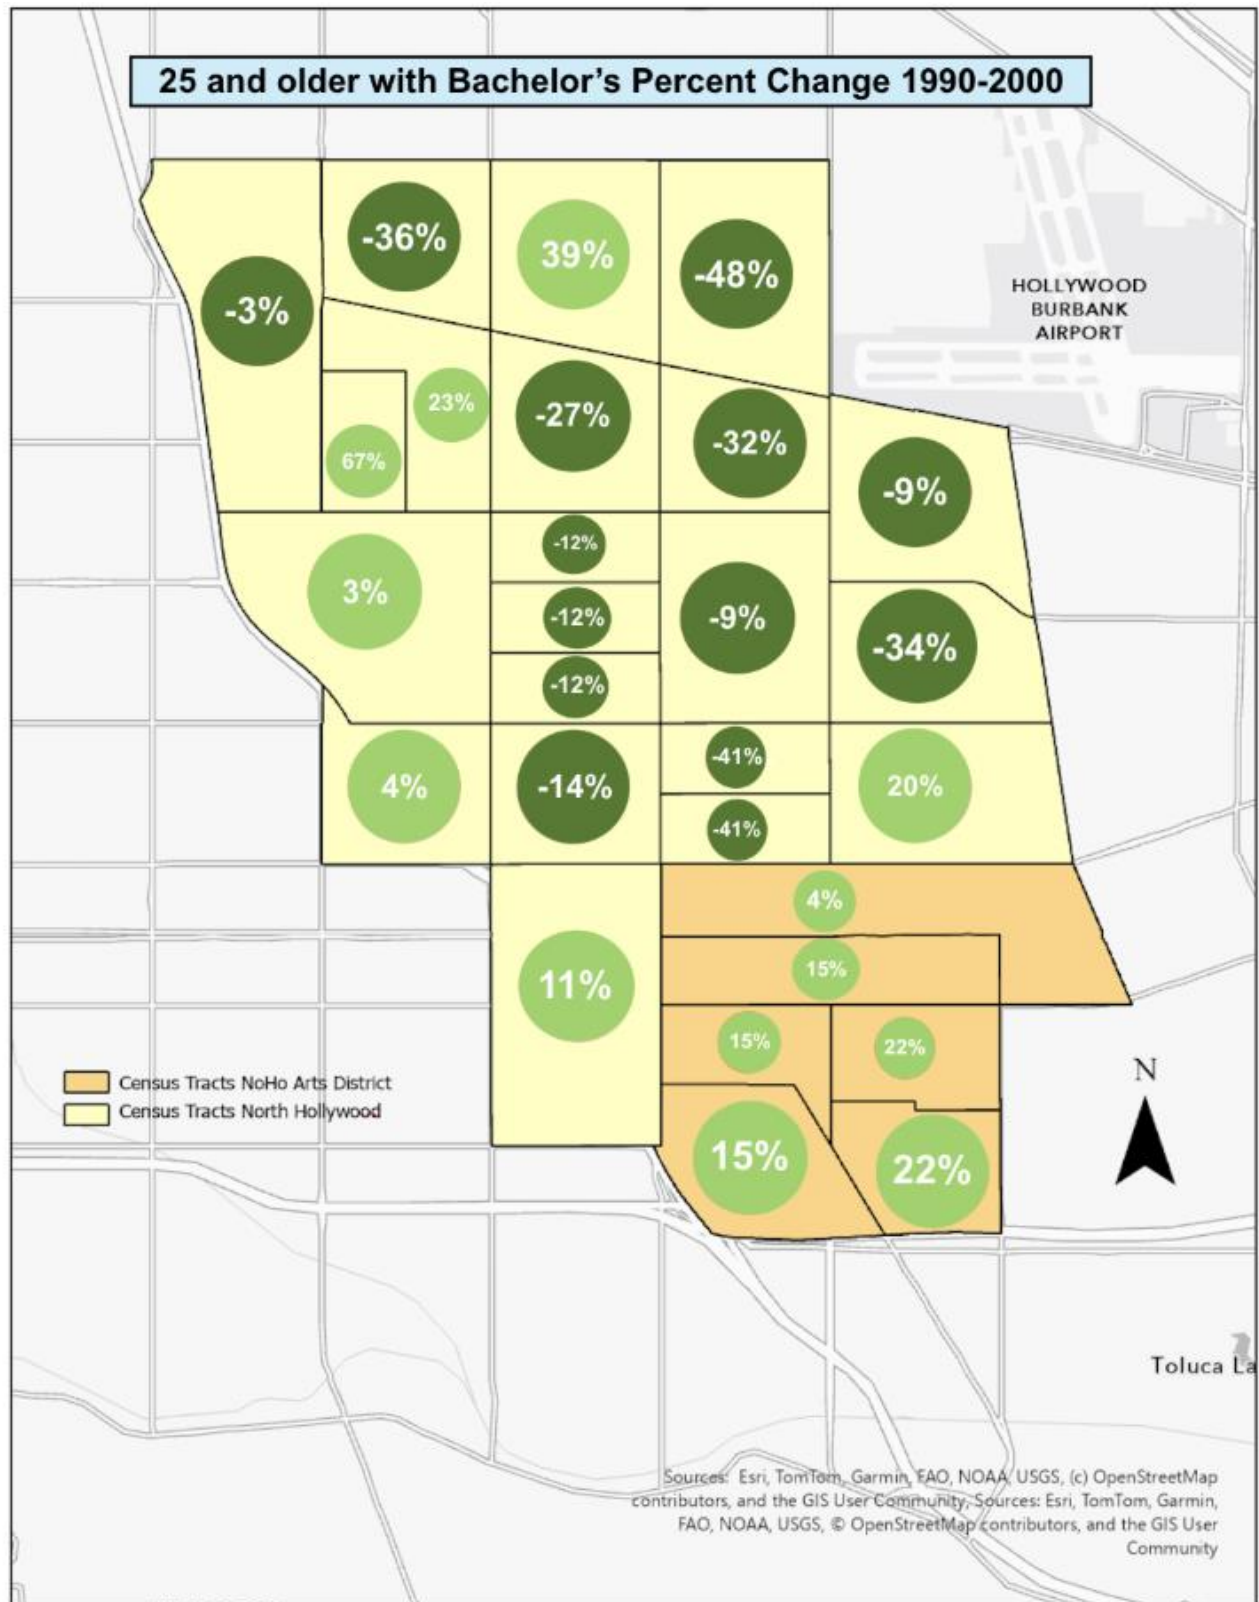 25 and older with Bachelor's Percent Change 1990-2000
-36%
39%
-48%
-3%
HOLLYWOOD
BURBANK
AIRPORT
23%
-27%
-32%
67%
-9%
-12%
3%
-12%
-9%
-34%
-12%
-41%
4%
-14%
20%
-41%
4%
15%
11%
15%
22%
N
Census Tracts NoHo Arts District
Census Tracts North Hollywood
15%
22%
Toluca La
Sources: Esri, TomTom, Garmin, FAO, NOAA, USGS, (c) OpenStreetMap
contributors, and the GIS User Community, Sources: Esri, TomTom, Garmin,
FAO, NOAA, USGS, © OpenStreetMap contributors, and the GIS User
Community